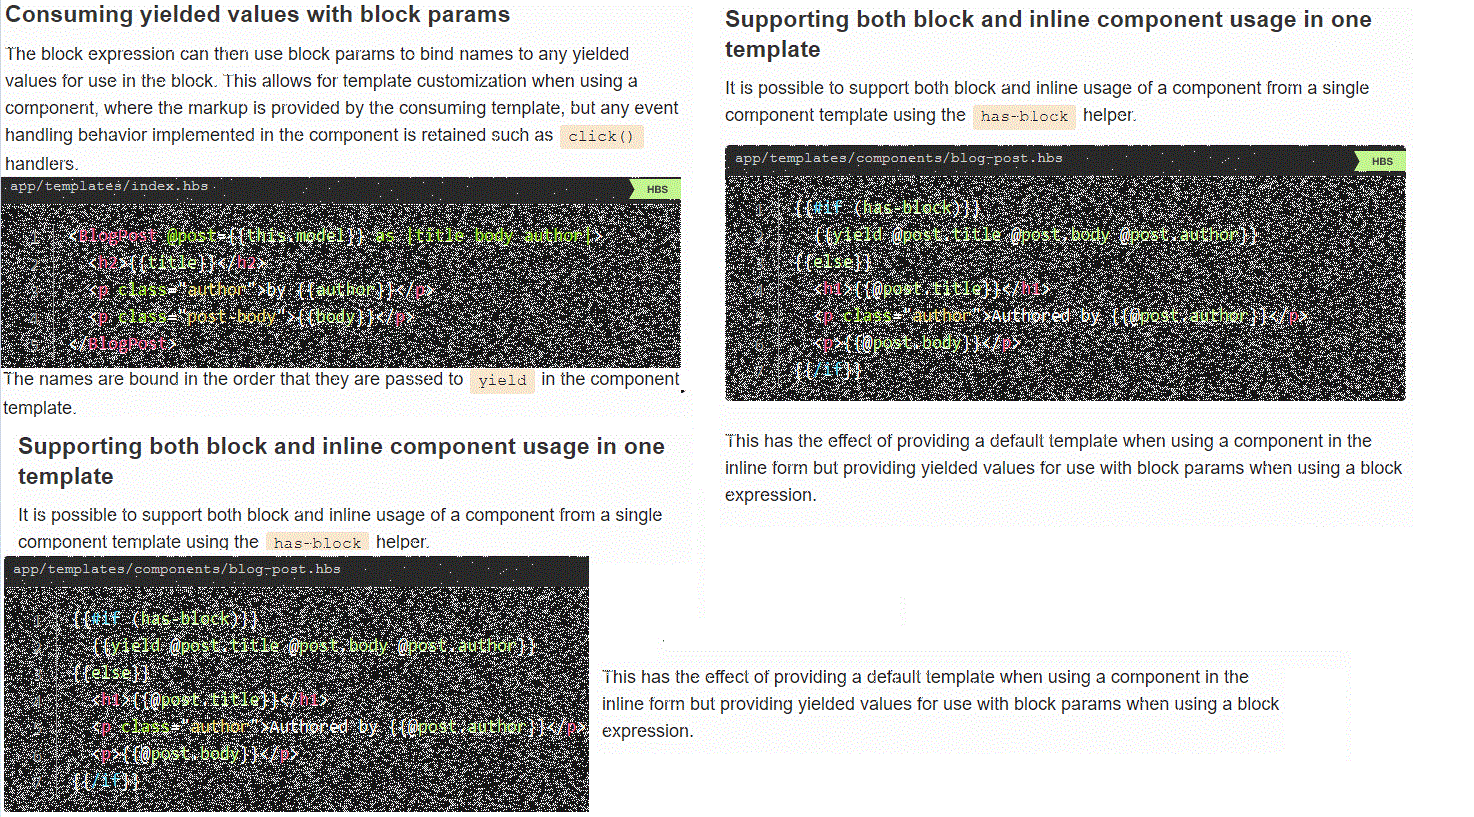 Consuming yielded values with block params
The block expression can then use block params to bind names to any yielded
values for use in the block. This allows for template customization when using a
component, where the markup is provided by the consuming template, but any event
handling behavior implemented in the component is retained such as click()
handlers.
app/templates/index.hbs
HBS
<BlogPost @post={{this.model}} as |title body author|>
<h2>{{title}}</h2>
<p class="author">by {{author}}</p>
<p class="post-body">{{body}}</p>
</BlogPost>
The names are bound in the order that they are passed to yield in the component
template.
Supporting both block and inline component usage in one
template
It is possible to support both block and inline usage of a component from a single
component template using the has-block helper.
app/templates/components/blog-post.hbs
{{#if (has-block)}}
{{yield @post.title @post.body @post.author}}
{{else}}
<h1>{{@post.title}}</h1>
<p class="author">Authored by {{@post.author}}</p>
<p>{{@post.body}}</p>
{{/if}}
Supporting both block and inline component usage in one
template
It is possible to support both block and inline usage of a component from a single
component template using the has-block helper.
app/templates/components/blog-post.hbs
HBS
{{#if (has-block)}}
{{yield @post.title @post.body @post.author}}
{{else}}
<h1>{{@post.title}}</h1>
<p class="author">Authored by {{@post.author}}</p>
<p>{{@post.body}}</p>
{{/if}}
This has the effect of providing a default template when using a component in the
inline form but providing yielded values for use with block params when using a block
expression.
This has the effect of providing a default template when using a component in the
inline form but providing yielded values for use with block params when using a block
expression.